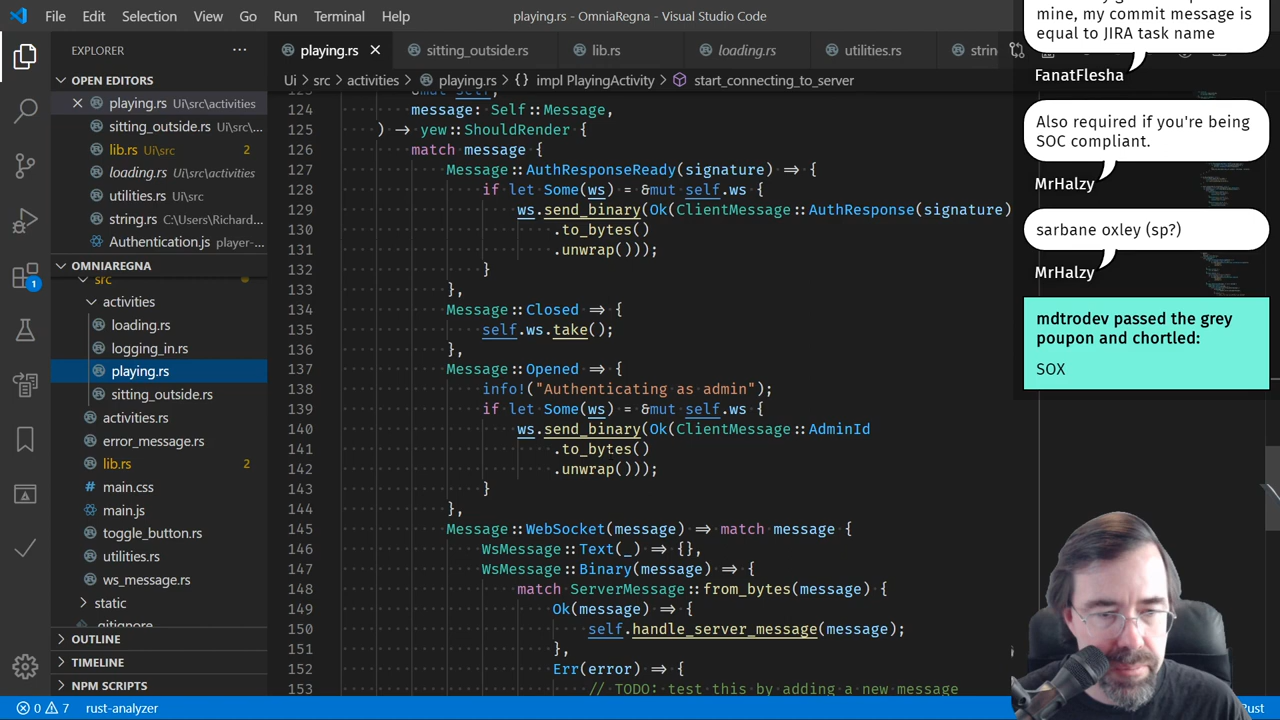 File Edit Selection View Go Run Terminal Help
playing.rs - OmniaRegna - Visual Studio Code
EXPLORER
OPEN EDITORS
playing.rs Ui\src\activities
sitting_outside.rs Ui\src\...
lib.rs Ui\src 2
loading.rs Ui\src\activities
utilities.rs Ui\src
string.rs C:\Users\Richard...
Authentication.js player-...
OMNIAREGNA
src
activities
loading.rs
logging_in.rs
playing.rs
sitting_outside.rs
activities.rs
error_message.rs
lib.rs 2
main.css
main.js
toggle_button.rs
utilities.rs
ws_message.rs
static
.gitignore
OUTLINE
TIMELINE
NPM SCRIPTS
1
playing.rs
sitting_outside.rs
lib.rs
loading.rs
utilities.rs
Ui > src > activities > playing.rs > {} impl PlayingActivity > start_connecting_to_server
&mut self,
124 message: Self::Message,
125 ) → yew::ShouldRender {
126 match message {
127 Message::AuthResponseReady(signature) ⇒ {
128 if let Some(ws) = &mut self.ws {
129 ws.send_binary(Ok(ClientMessage::AuthResponse(signature)
130 .to_bytes()
131 .unwrap()));
132 }
133 },
134 Message::Closed ⇒ {
135 self.ws.take();
136 },
137 Message::Opened ⇒ {
138 info!("Authenticating as admin");
139 if let Some(ws) = &mut self.ws {
140 ws.send_binary(Ok(ClientMessage::AdminId
141 .to_bytes()
142 .unwrap()));
143 }
144 },
145 Message::WebSocket(message) ⇒ match message {
146 WsMessage::Text(_) ⇒ {},
147 WsMessage::Binary(message) ⇒ {
148 match ServerMessage::from_bytes(message) {
149 Ok(message) ⇒ {
150 self.handle_server_message(message);
151 },
152 Err(error) ⇒ {
153 // TODO: test this by adding a new message
mine, my commit message is
equal to JIRA task name
FanatFlesha
Also required if you're being
SOC compliant.
MrHalzy
sarbane oxley (sp?)
MrHalzy
mdtrodev passed the grey
poupon and chortled:
SOX
0 7 rust-analyzer